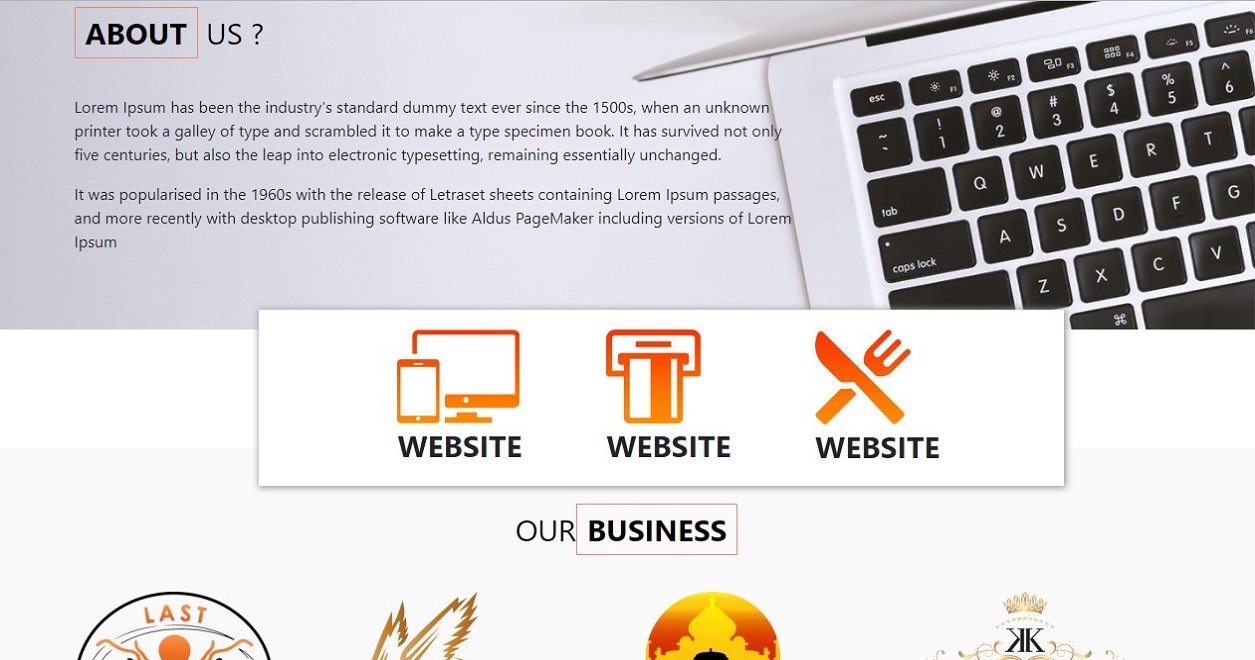 ABOUT US ?
Lorem Ipsum has been the industry's standard dummy text ever since the 1500s, when an unknown
printer took a galley of type and scrambled it to make a type specimen book. It has survived not only
five centuries, but also the leap into electronic typesetting, remaining essentially unchanged.
It was popularised in the 1960s with the release of Letraset sheets containing Lorem Ipsum passages,
and more recently with desktop publishing software like Aldus PageMaker including versions of Lorem
Ipsum
esc F1 F2 F3 F4 F5 F6
~ ` ! 1 @ 2 # 3 $ 4 % 5 ^ 6
tab Q W E R T
caps lock A S D F G
Z X C V
⌘
WEBSITE WEBSITE WEBSITE
OUR BUSINESS
LAST
KK